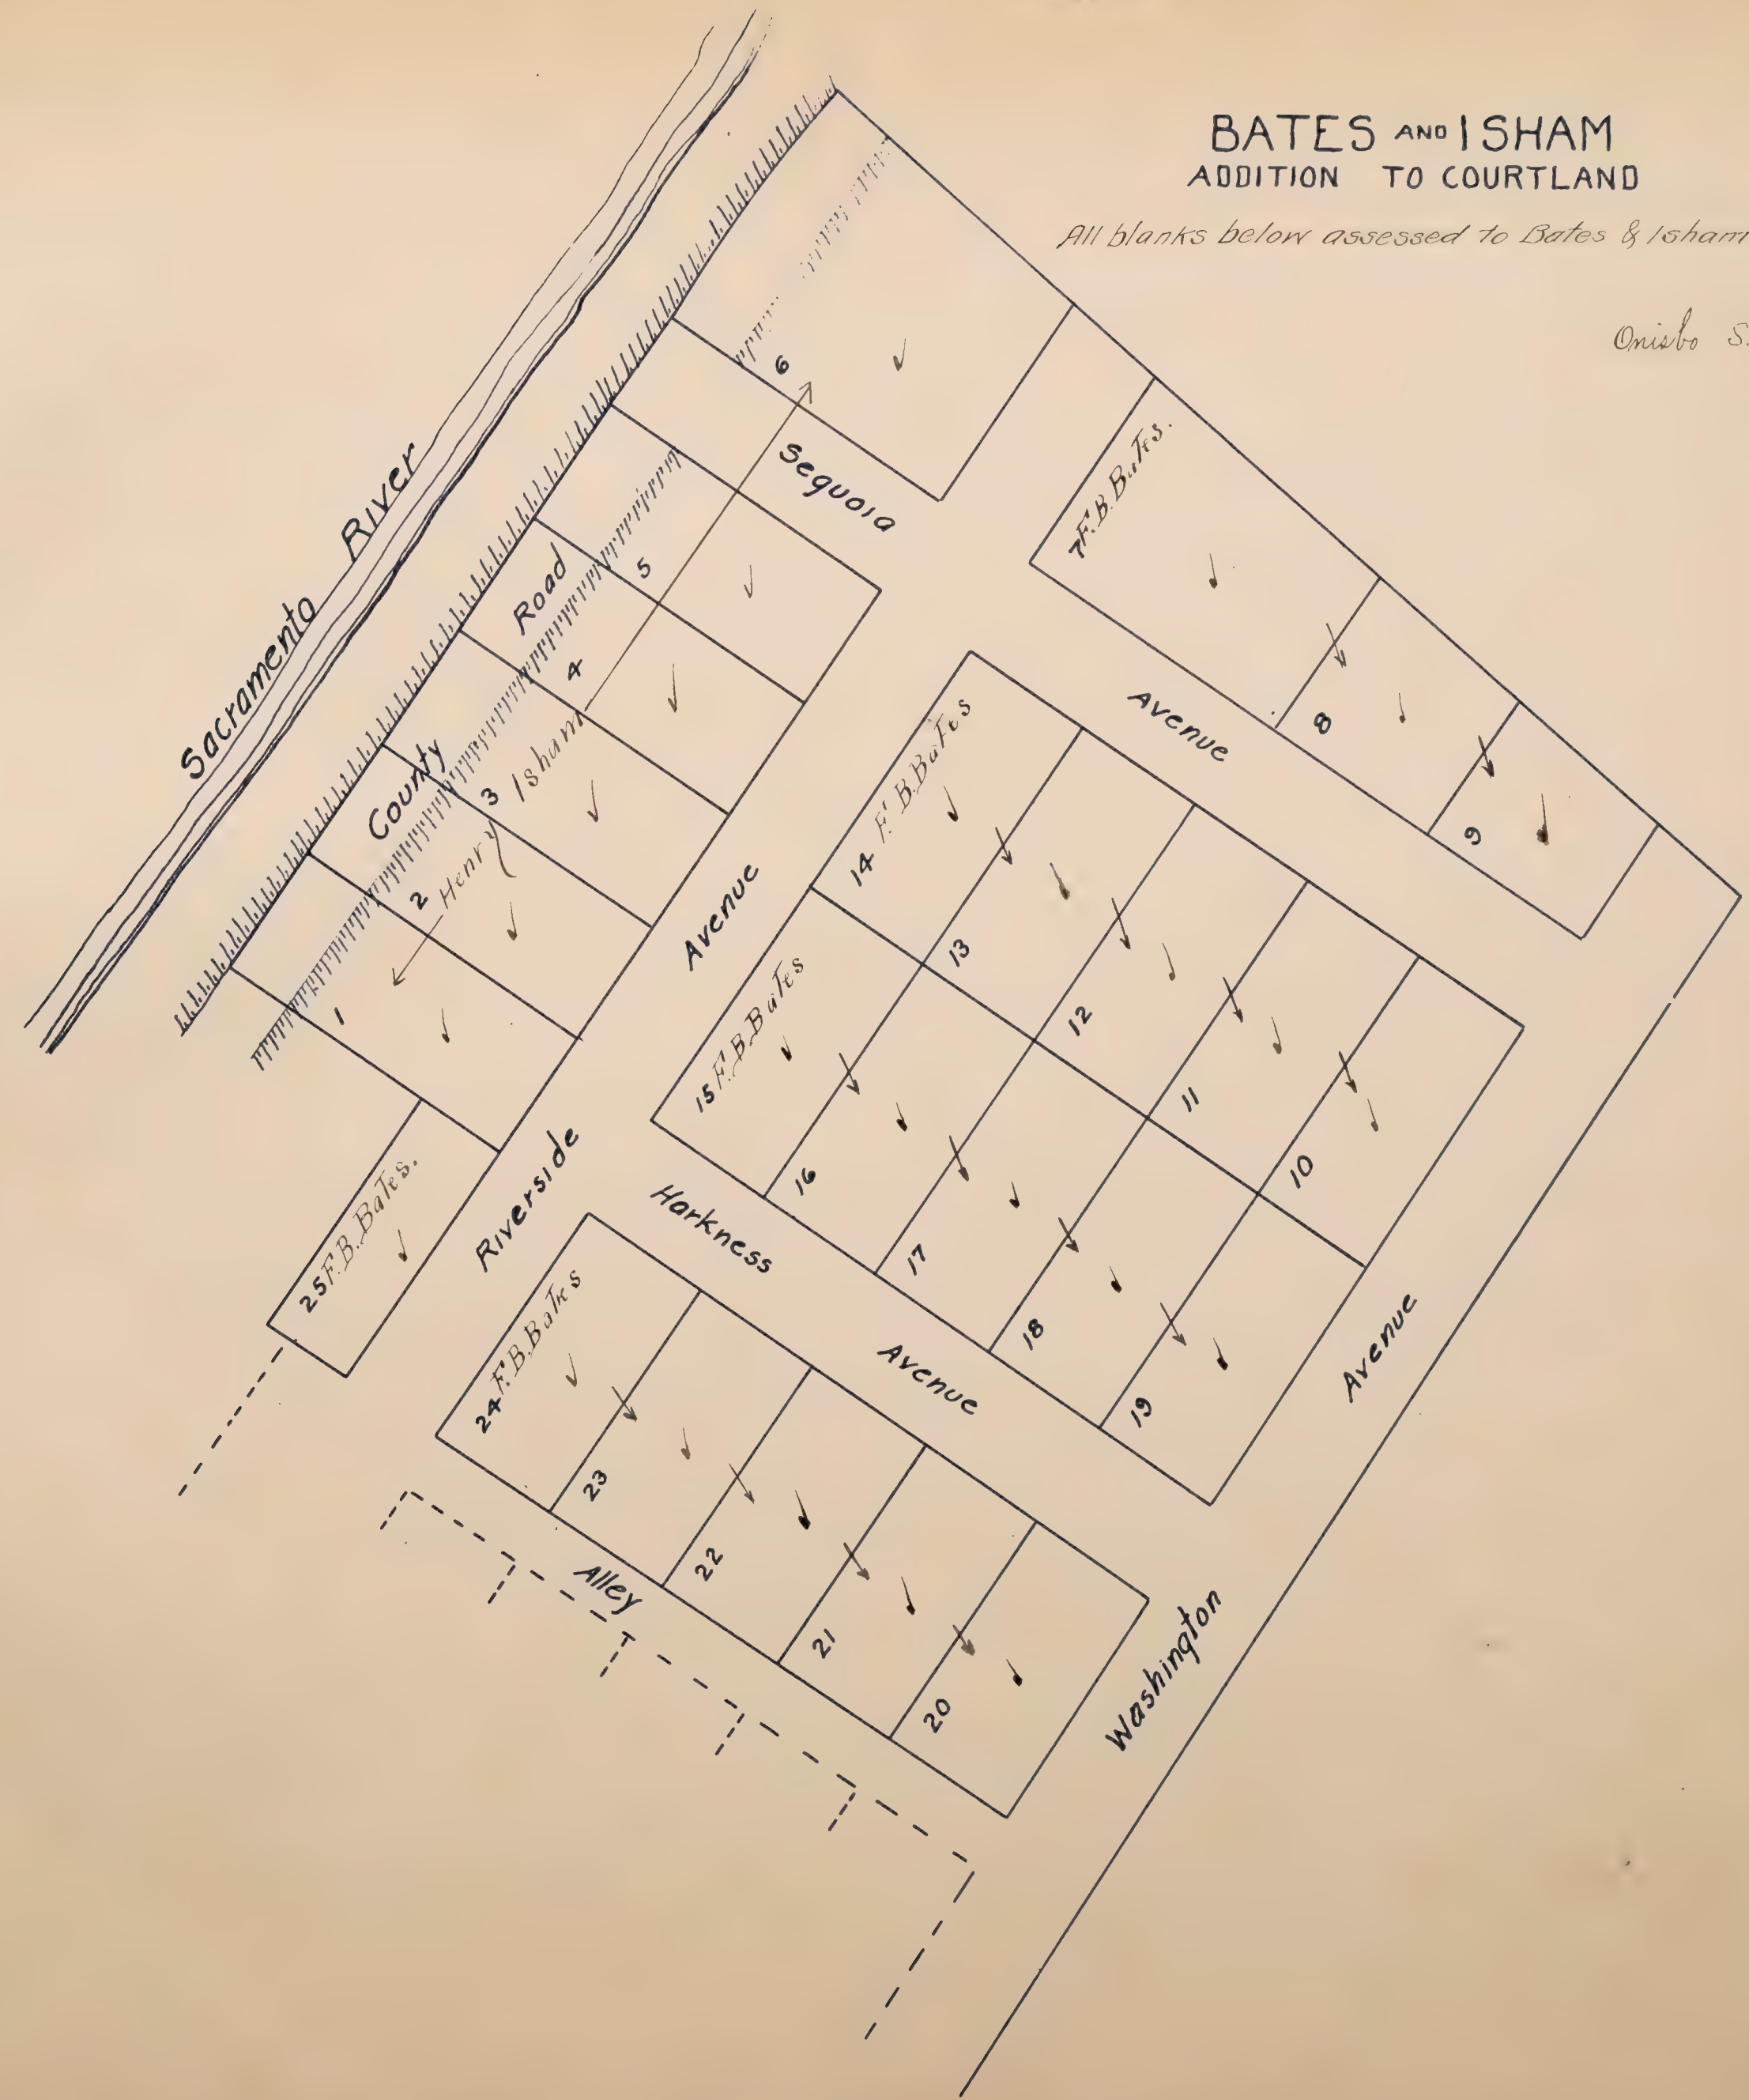 BATES AND ISHAM
ADDITION TO COURTLAND
All blanks below assessed to Bates & Isham
Onisbo S.
Sacramento River
County Road
6
Sequoia Avenue
5
4
3
2
1
Henry Isham
7 F.B. Bates.
8
9
14 F.B. Bates
13
12
11
10
15 F.B. Bates
16
17
18
19
Riverside Avenue
Harkness Avenue
25 F.B. Bates.
24 F.B. Bates
23
22
21
20
Alley
Washington Avenue